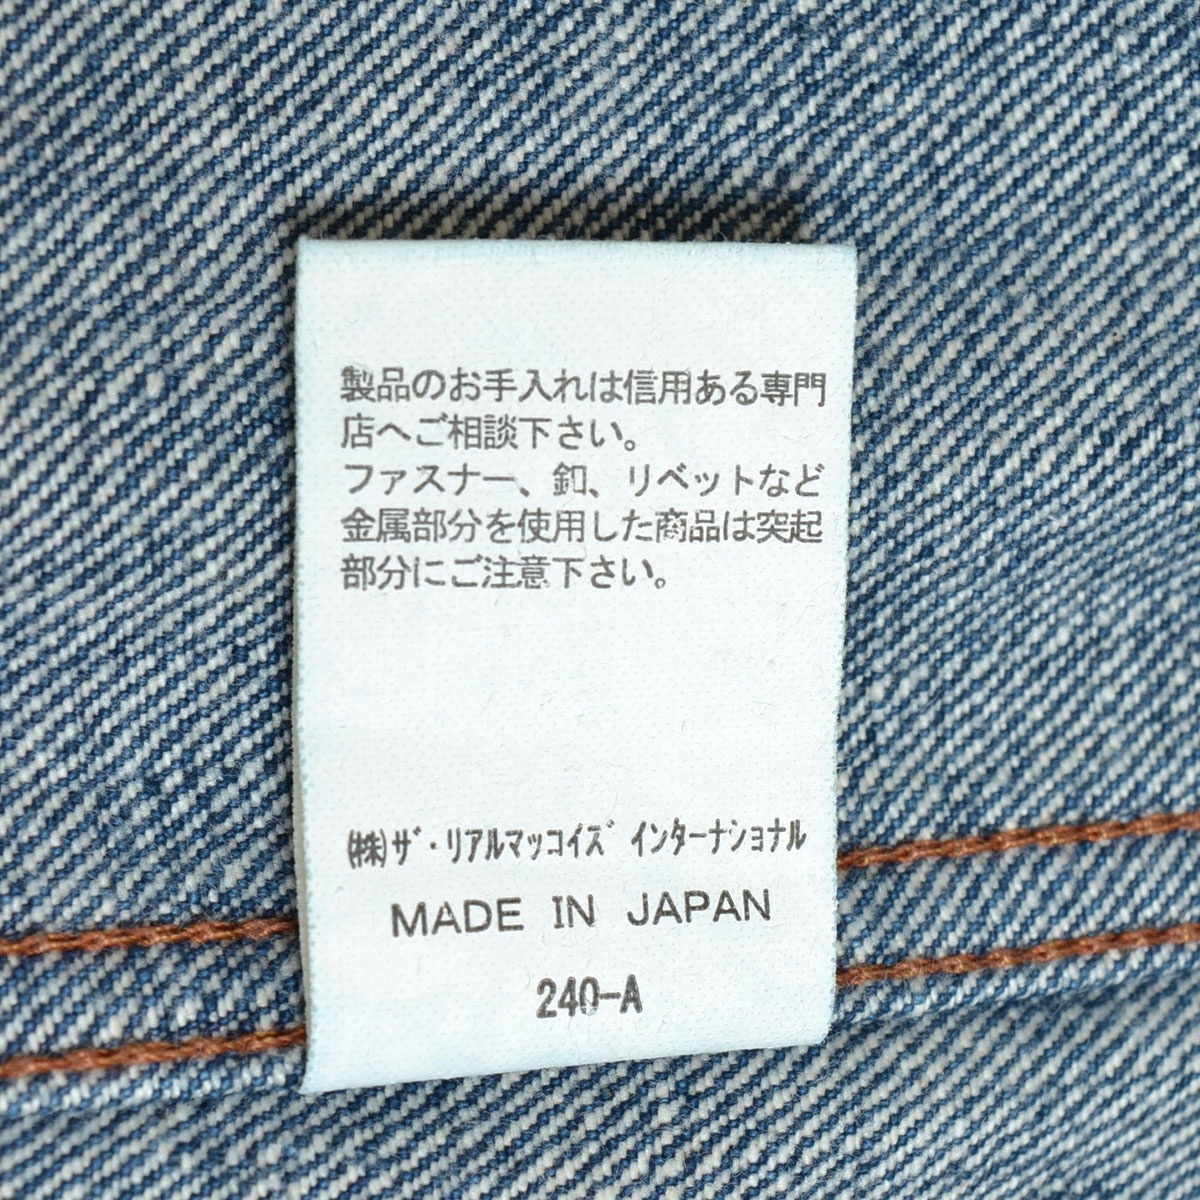 製品のお手入れは信用ある専門
店へご相談下さい。
ファスナー、釦、リベットなど
金属部分を使用した商品は突起
部分にご注意下さい。
㈱ｻﾞ・ﾘｱﾙﾏｯｺｲｽﾞ ｲﾝﾀｰﾅｼｮﾅﾙ
MADE IN JAPAN
240-A